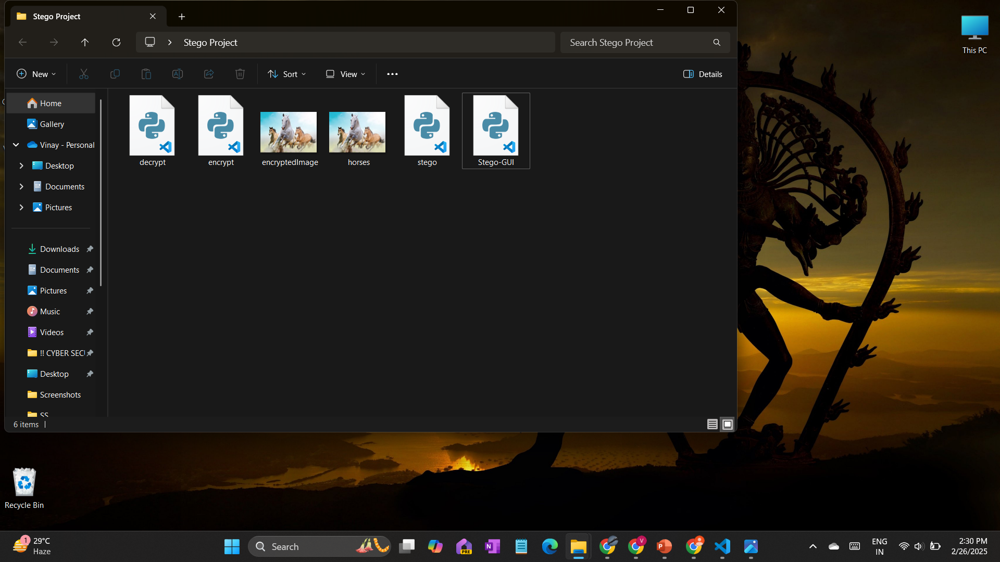 Stego Project
Stego Project
Search Stego Project
This PC
New
Sort
View
Details
Home
Gallery
Vinay - Personal
Desktop
Documents
Pictures
Downloads
Documents
Pictures
Music
Videos
!! CYBER SECU
Desktop
Screenshots
SS
decrypt
encrypt
encryptedImage
horses
stego
Stego-GUI
6 items
Recycle Bin
1
29°C
Haze
Search
PRE
N
V
P
ENG
IN
2:30 PM
2/26/2025